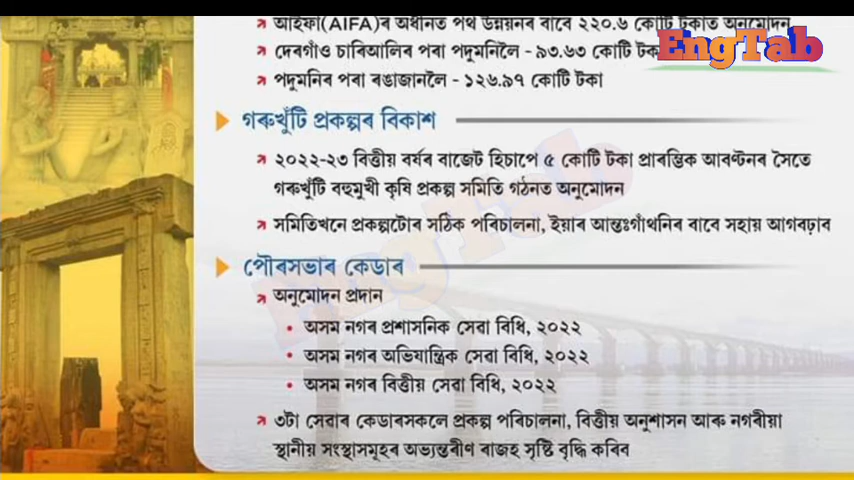 আইফা(AIFA)ৰ অধীনত পথ উন্নয়নৰ বাবে ২২০.৬ কোটি টকাত অনুমোদন
EngTab
দেৰগাঁও চাৰিআলিৰ পৰা পদুমনিলৈ - ৯৩.৬৩ কোটি টকা
পদুমনিৰ পৰা ৰঙাজানলৈ - ১২৬.৯৭ কোটি টকা
গৰুখুঁটি প্ৰকল্পৰ বিকাশ
২০২২-২৩ বিত্তীয় বৰ্ষৰ বাজেট হিচাপে ৫ কোটি টকা প্ৰাৰম্ভিক আৱণ্টনৰ সৈতে
গৰুখুঁটি বহুমুখী কৃষি প্ৰকল্প সমিতি গঠনত অনুমোদন
সমিতিখনে প্ৰকল্পটোৰ সঠিক পৰিচালনা, ইয়াৰ আন্তঃগাঁথনিৰ বাবে সহায় আগবঢ়াব
পৌৰসভাৰ কেডাৰ
অনুমোদন প্ৰদান
অসম নগৰ প্ৰশাসনিক সেৱা বিধি, ২০২২
অসম নগৰ অভিযান্ত্ৰিক সেৱা বিধি, ২০২২
অসম নগৰ বিত্তীয় সেৱা বিধি, ২০২২
৩টা সেৱাৰ কেডাৰসকলে প্ৰকল্প পৰিচালনা, বিত্তীয় অনুশাসন আৰু নগৰীয়া
স্থানীয় সংস্থাসমূহৰ অভ্যন্তৰীণ ৰাজহ সৃষ্টি বৃদ্ধি কৰিব
EngTab